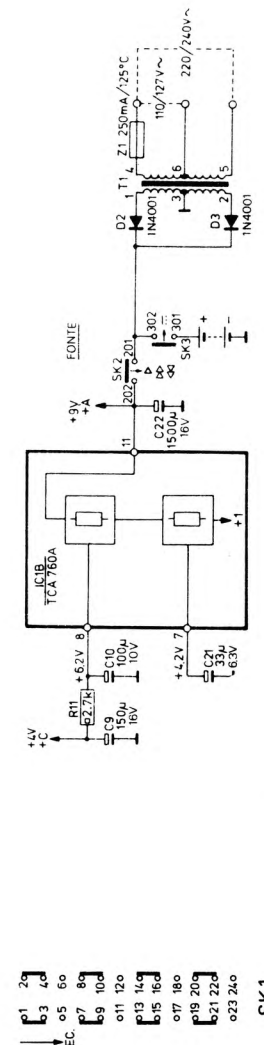 220/240V∿
110/127V∿
Z1 250mA/125°C
T1
4
6
5
1
3
2
D2
1N4001
D3
1N4001
FONTE
SK2
201
202
302
301
SK3
+
-
+9V
+A
C22
1500µ
16V
11
IC1B
TCA 760A
+1
8
7
+6,2V
C10
100µ
10V
R11
2.7k
+4V
+C
C9
150µ
16V
+4,2V
C21
33µ
6.3V
1 2
3 4
5 6
7 8
9 10
11 12
13 14
15 16
17 18
19 20
21 22
23 24
EC.
SK1